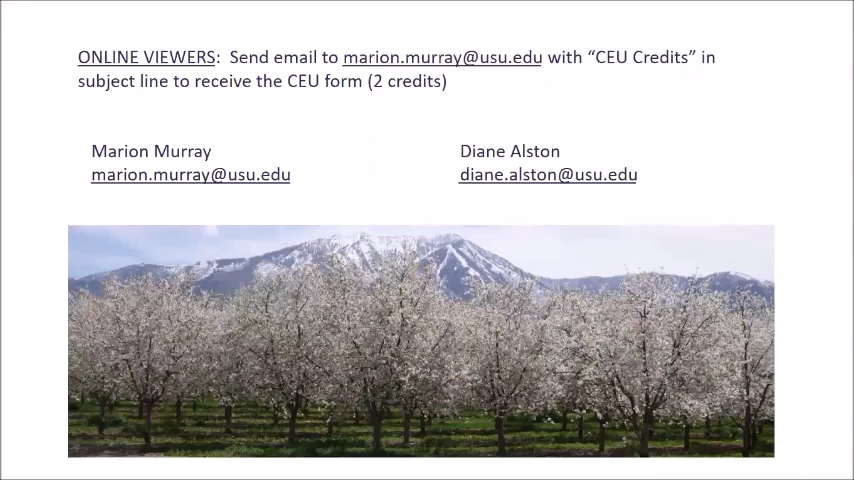 ONLINE VIEWERS:  Send email to marion.murray@usu.edu with “CEU Credits” in
subject line to receive the CEU form (2 credits)
Marion Murray
marion.murray@usu.edu
Diane Alston
diane.alston@usu.edu